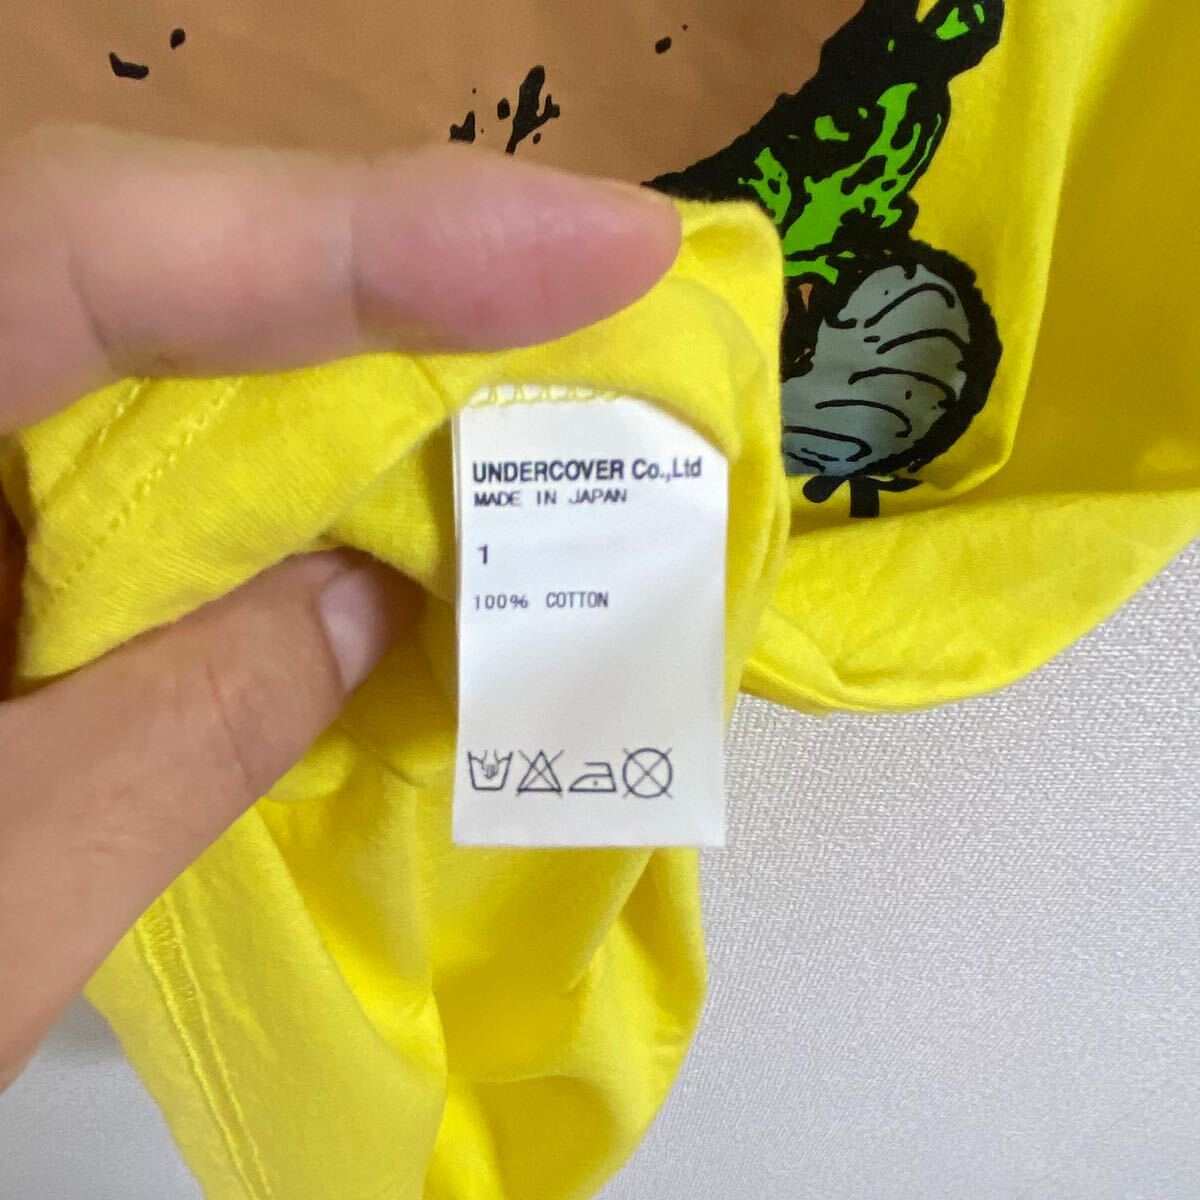 UNDERCOVER Co.,Ltd
MADE IN JAPAN
1
100% COTTON